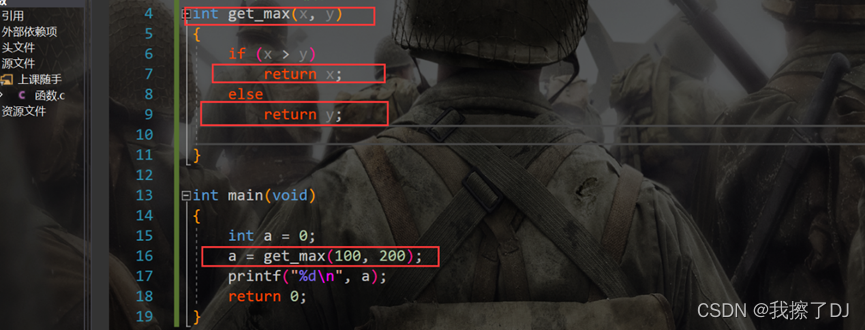 引用
外部依赖项
头文件
源文件
上课随手
函数.c
资源文件
4 int get_max(x, y)
5 {
6 if (x > y)
7 return x;
8 else
9 return y;
10
11 }
12
13 int main(void)
14 {
15 int a = 0;
16 a = get_max(100, 200);
17 printf("%d\n", a);
18 return 0;
19 }
CSDN @我擦了DJ